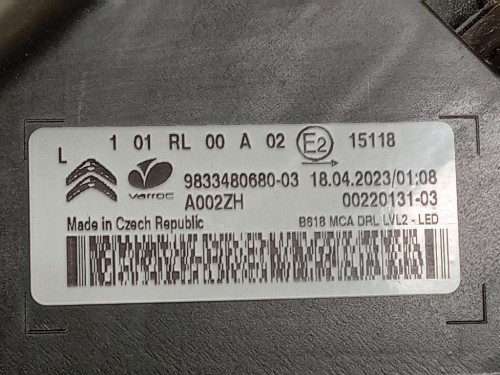 1 01 RL 00 A 02 E2 15118
L
varroc
9833480680-03 18.04.2023/01:08
A002ZH 00220131-03
Made in Czech Republic B618 MCA DRL LVL2 - LED